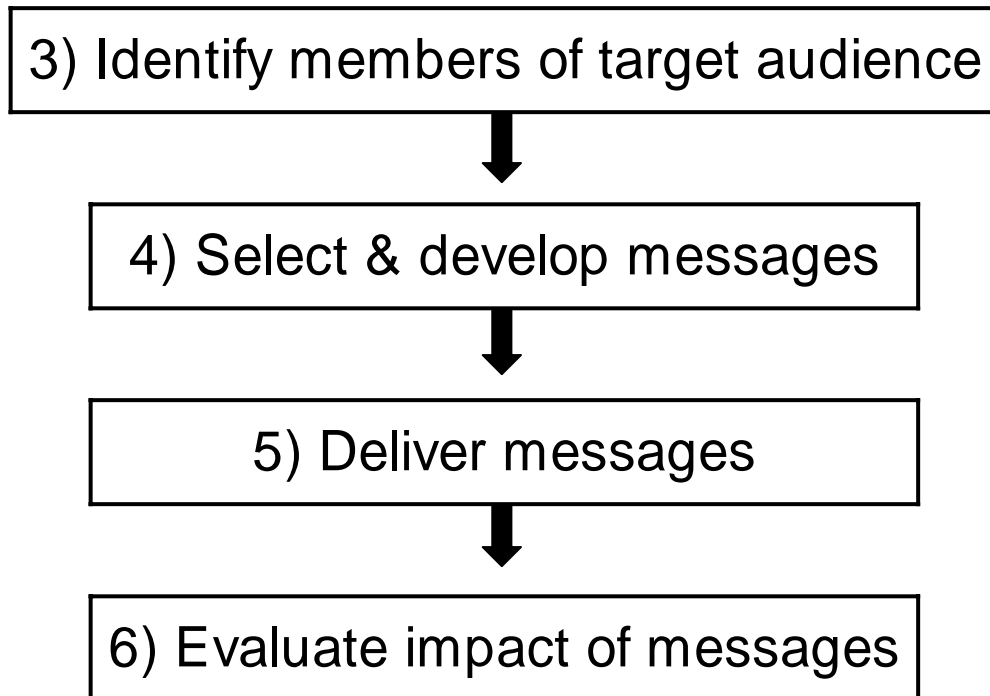 3) Identify members of target audience
4) Select & develop messages
5) Deliver messages
6) Evaluate impact of messages